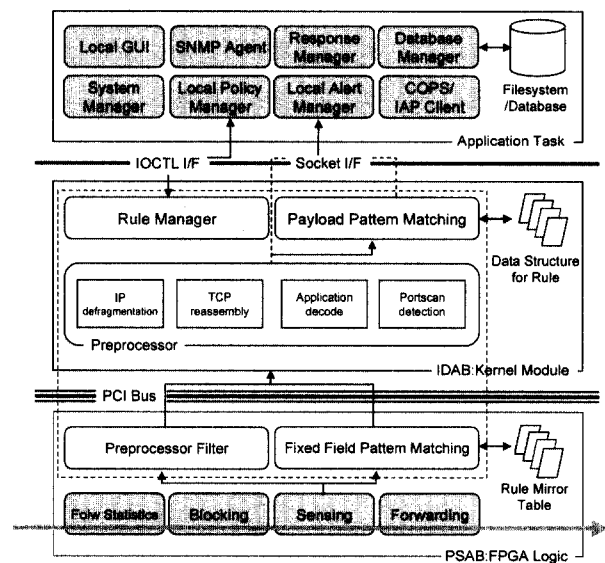 Local GUI
SNMP Agent
Response
Manager
Database
Manager
System
Manager
Local Policy
Manager
Local Alert
Manager
COPS/
IAP Client
Filesystem
/Database
Application Task
IOCTL I/F
Socket I/F
Rule Manager
Payload Pattern Matching
Data Structure
for Rule
IP
defragmentation
TCP
reassembly
Application
decode
Portscan
detection
Preprocessor
IDAB:Kernel Module
PCI Bus
Preprocessor Filter
Fixed Field Pattern Matching
Rule Mirror
Table
Folw Statistics
Blocking
Sensing
Forwarding
PSAB:FPGA Logic